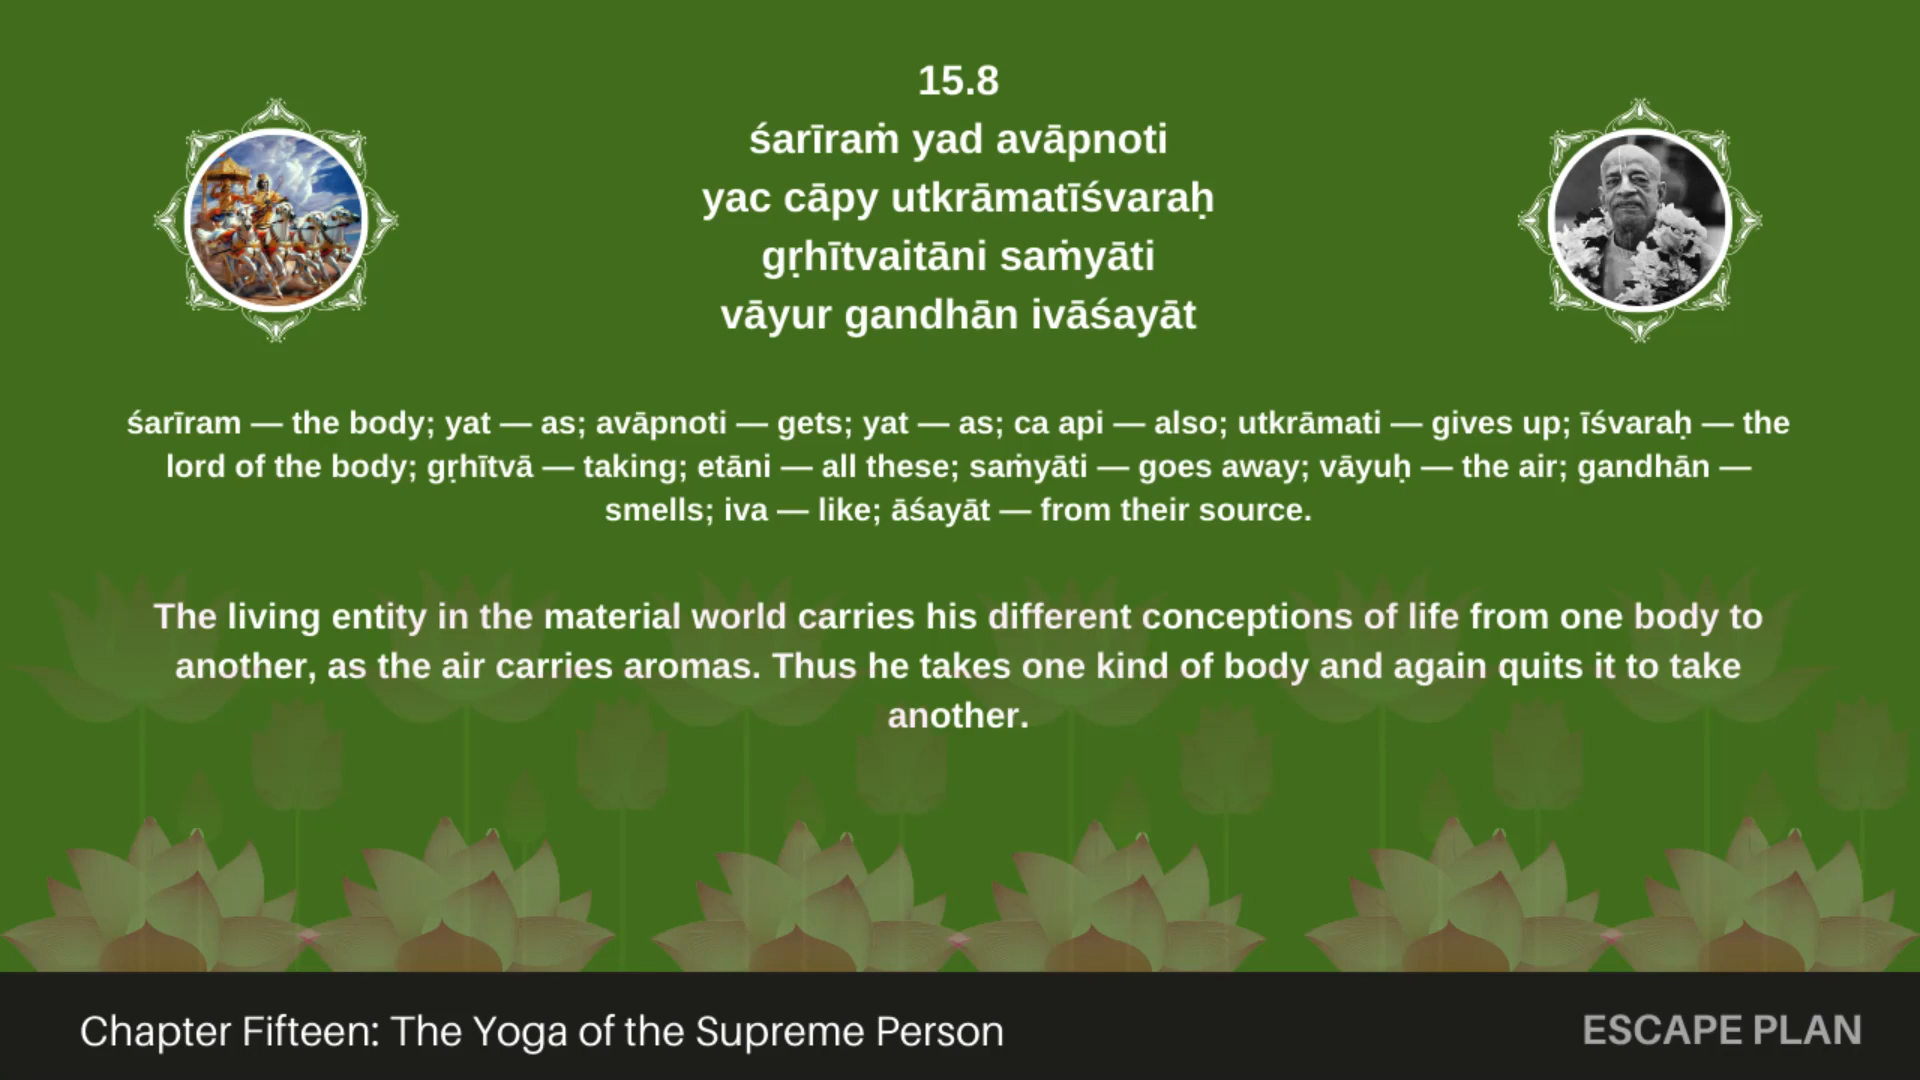 15.8
śarīraṁ yad avāpnoti
yac cāpy utkrāmatīśvaraḥ
gṛhītvaitāni saṁyāti
vāyur gandhān ivāśayāt
śarīram — the body; yat — as; avāpnoti — gets; yat — as; ca api — also; utkrāmati — gives up; īśvaraḥ — the
lord of the body; gṛhītvā — taking; etāni — all these; saṁyāti — goes away; vāyuḥ — the air; gandhān —
smells; iva — like; āśayāt — from their source.
The living entity in the material world carries his different conceptions of life from one body to
another, as the air carries aromas. Thus he takes one kind of body and again quits it to take
another.
Chapter Fifteen: The Yoga of the Supreme Person
ESCAPE PLAN